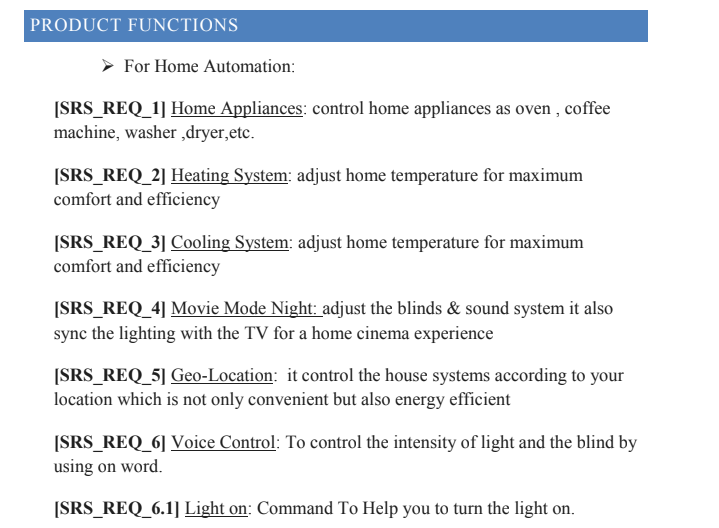 PRODUCT FUNCTIONS
➢ For Home Automation:
[SRS_REQ_1] Home Appliances: control home appliances as oven , coffee
machine, washer ,dryer,etc.
[SRS_REQ_2] Heating System: adjust home temperature for maximum
comfort and efficiency
[SRS_REQ_3] Cooling System: adjust home temperature for maximum
comfort and efficiency
[SRS_REQ_4] Movie Mode Night: adjust the blinds & sound system it also
sync the lighting with the TV for a home cinema experience
[SRS_REQ_5] Geo-Location:  it control the house systems according to your
location which is not only convenient but also energy efficient
[SRS_REQ_6] Voice Control: To control the intensity of light and the blind by
using on word.
[SRS_REQ_6.1] Light on: Command To Help you to turn the light on.